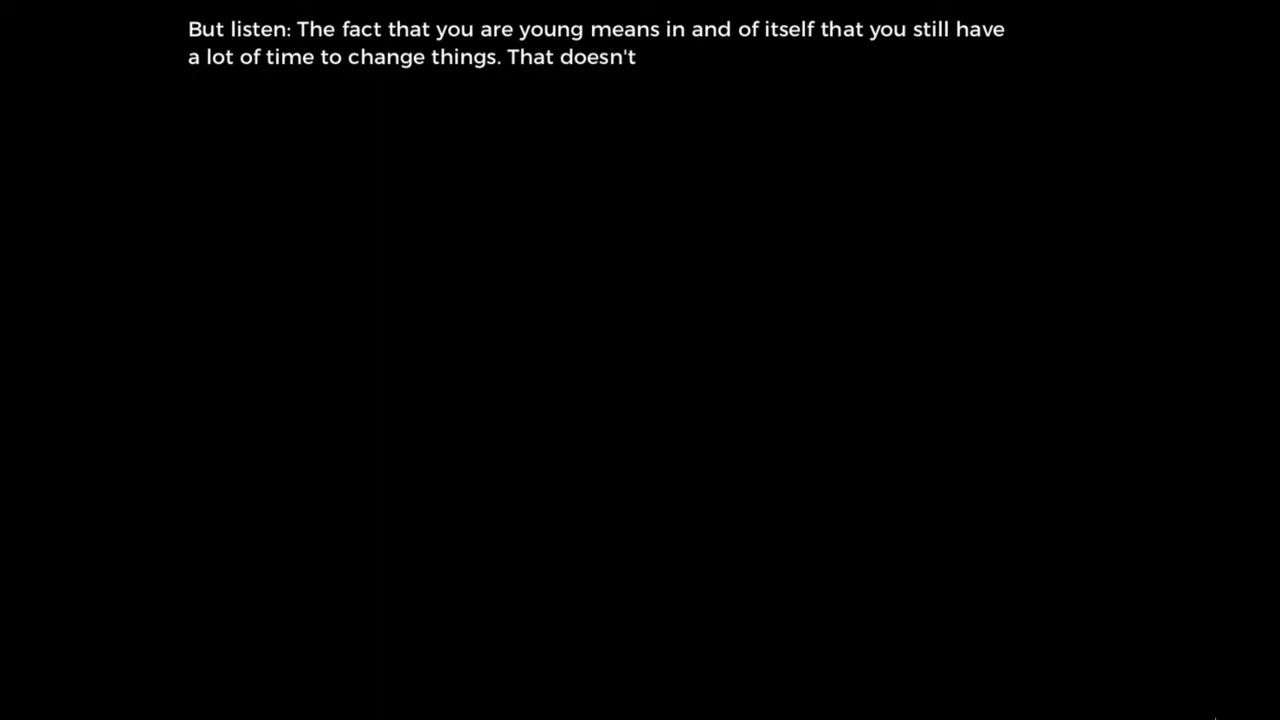 But listen: The fact that you are young means in and of itself that you still have
a lot of time to change things. That doesn't